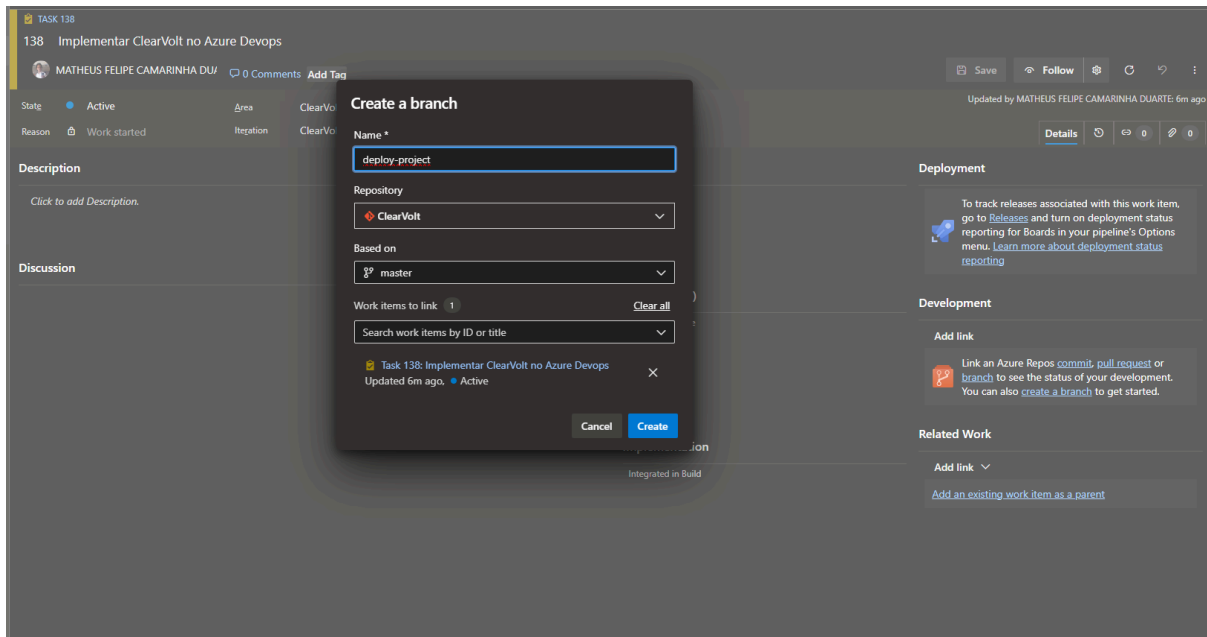 TASK 138
138 Implementar ClearVolt no Azure Devops
MATHEUS FELIPE CAMARINHA DU
0 Comments
Add Tag
Save
Follow
State
Active
Area
ClearVo
Updated by MATHEUS FELIPE CAMARINHA DUARTE: 6m ago
Reason
Work started
Iteration
ClearVo
Details
0
0
Description
Click to add Description.
Discussion
Create a branch
Name *
deploy-project
Repository
ClearVolt
Based on
master
Work items to link 1
Clear all
Search work items by ID or title
Task 138: Implementar ClearVolt no Azure Devops
Updated 6m ago, Active
Cancel
Create
Integrated in Build
Deployment
To track releases associated with this work item,
go to Releases and turn on deployment status
reporting for Boards in your pipeline's Options
menu. Learn more about deployment status
reporting
Development
Add link
Link an Azure Repos commit, pull request or
branch to see the status of your development.
You can also create a branch to get started.
Related Work
Add link
Add an existing work item as a parent